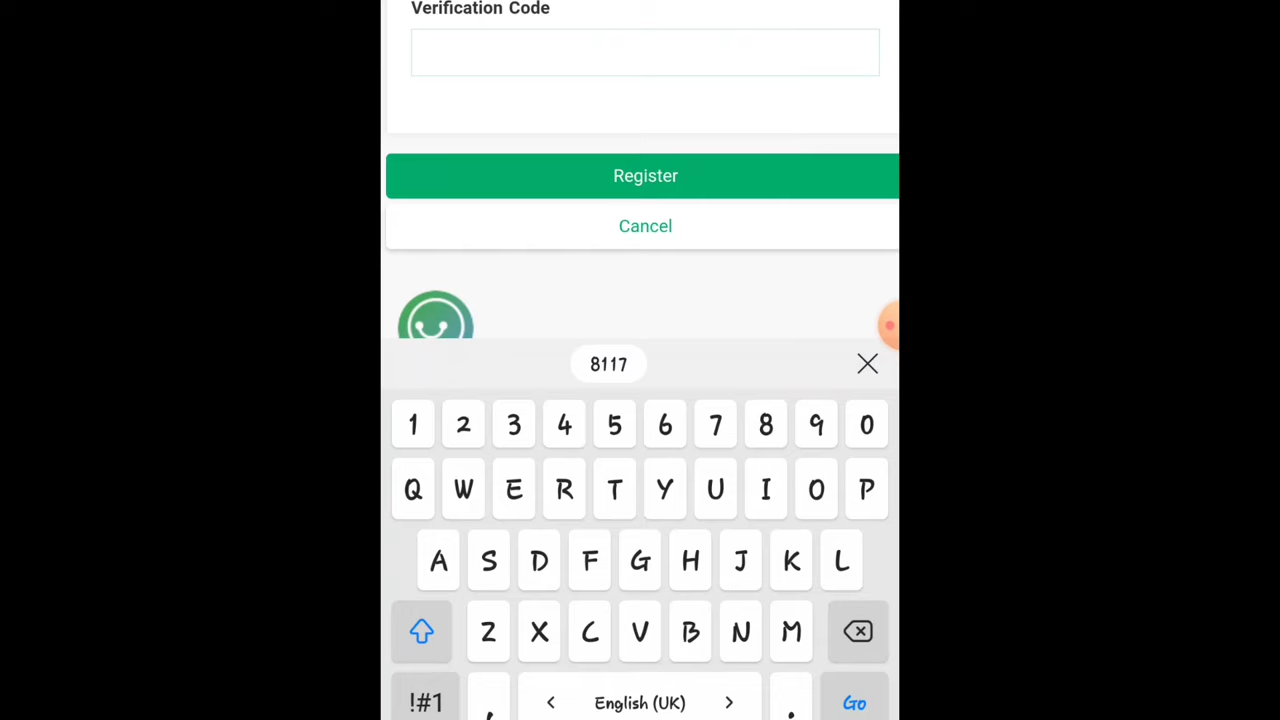 Verification Code
Register
Cancel
8117
1 2 3 4 5 6 7 8 9 0
Q W E R T Y U I O P
A S D F G H J K L
Z X C V B N M
!#1 , < English (UK) > . Go